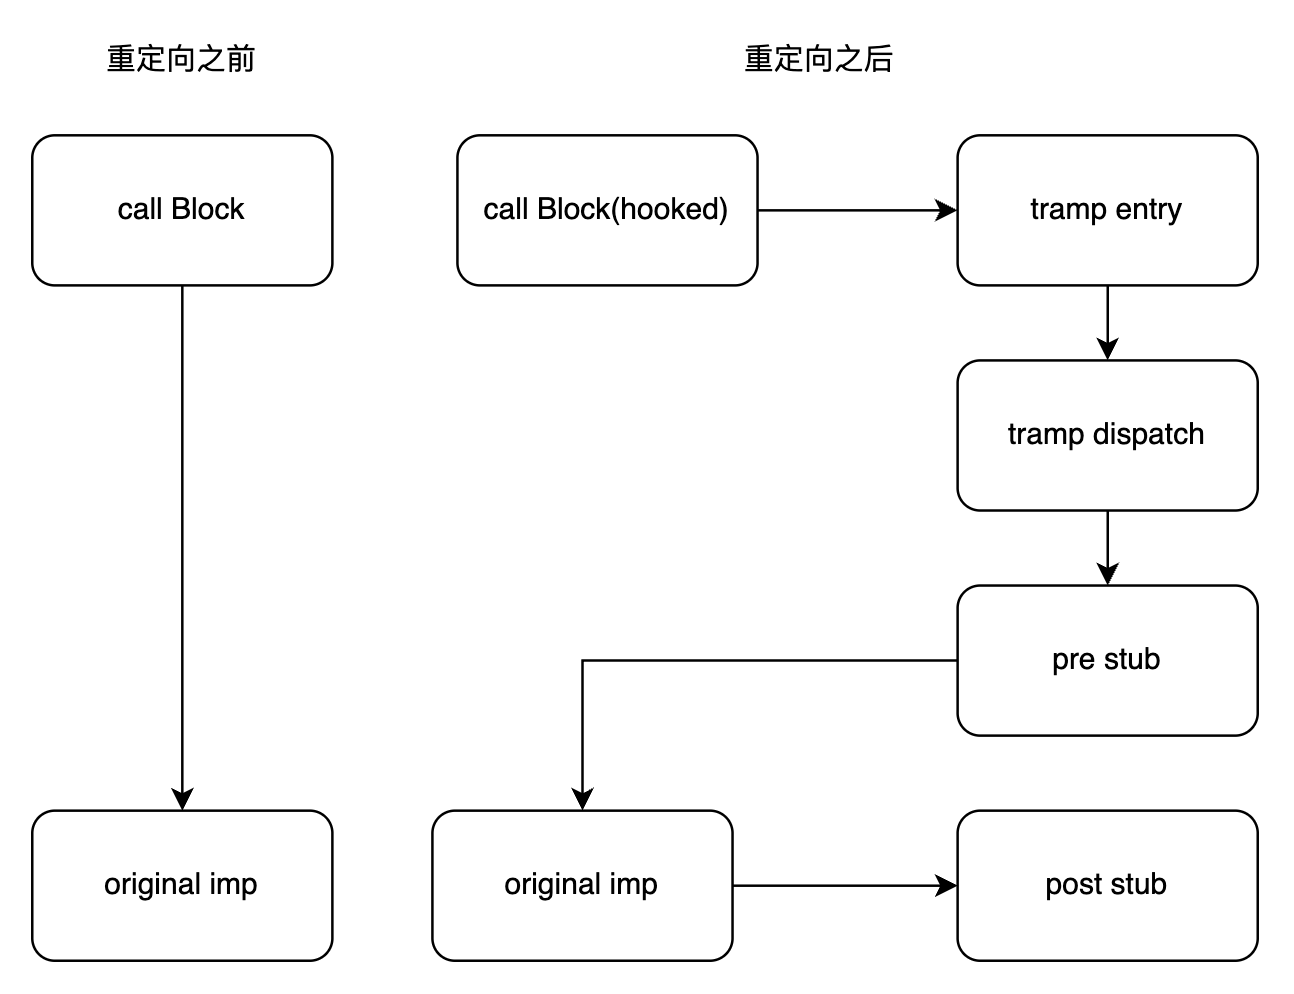 重定向之前
重定向之后
call Block
call Block(hooked)
tramp entry
tramp dispatch
pre stub
original imp
original imp
post stub